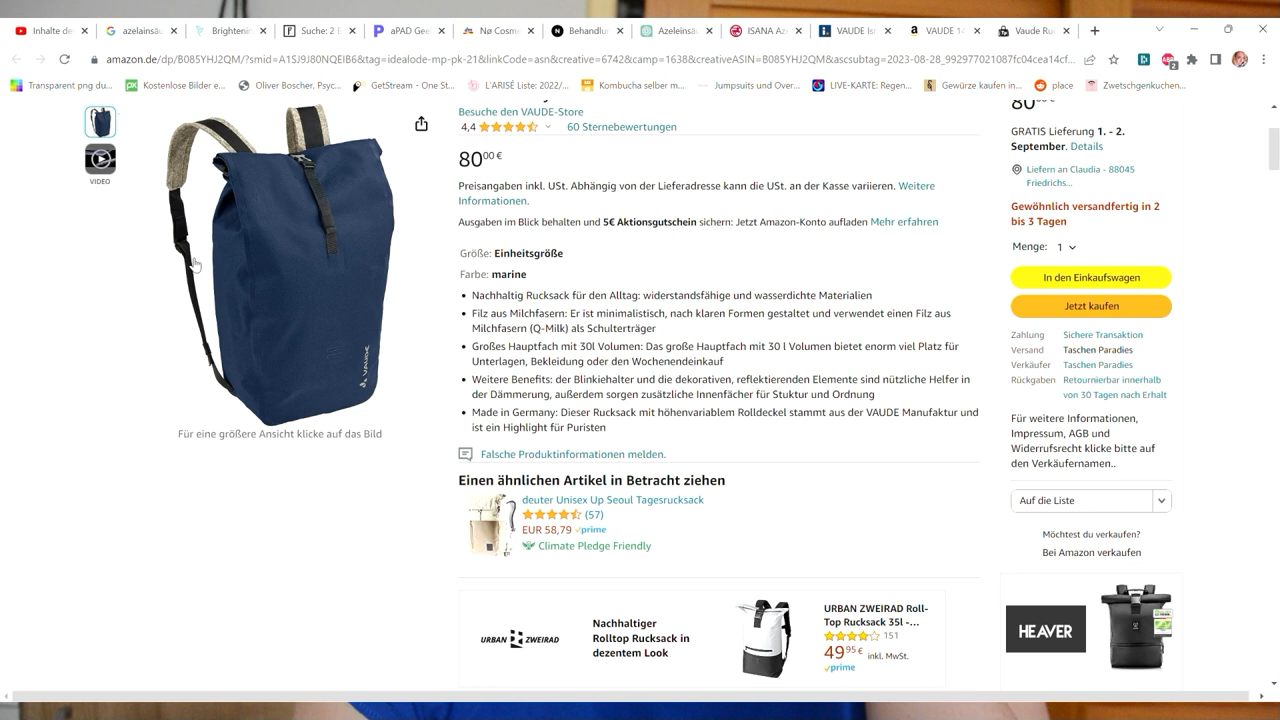 Inhalte de
azelainsäu
Brightenin
Suche: 2
aPAD Gee
Nø Cosme
Behandlu
Azeleinsä
ISANA Az
VAUDE Isr
VAUDE 14
Vaude Ru
amazon.de/dp/B085YHJ2QM/?smid=A1SJ9J80NQEIB6&tag=idealode-mp-pk-21&linkCode=asn&creative=6742&camp=1638&creativeASIN=B085YHJ2QM&ascsubtag=2023-08-28_992977021087fc04cea14cf...
Transparent png du...
Kostenlose Bilder e...
Oliver Boscher, Psyc...
GetStream - One St...
L'ARISÉ Liste: 2022/...
Kombucha selber m...
Jumpsuits und Over...
LIVE-KARTE: Regen...
Gewürze kaufen in...
place
Zwetschgenkuchen...
VIDEO
Für eine größere Ansicht klicke auf das Bild
VAUDE
Besuche den VAUDE-Store
4,4 60 Sternebewertungen
80 00 €
Preisangaben inkl. USt. Abhängig von der Lieferadresse kann die USt. an der Kasse variieren. Weitere
Informationen.
Ausgaben im Blick behalten und 5€ Aktionsgutschein sichern: Jetzt Amazon-Konto aufladen Mehr erfahren
Größe: Einheitsgröße
Farbe: marine
• Nachhaltig Rucksack für den Alltag: widerstandsfähige und wasserdichte Materialien
• Filz aus Milchfasern: Er ist minimalistisch, nach klaren Formen gestaltet und verwendet einen Filz aus
Milchfasern (Q-Milk) als Schulterträger
• Großes Hauptfach mit 30l Volumen: Das große Hauptfach mit 30 l Volumen bietet enorm viel Platz für
Unterlagen, Bekleidung oder den Wochenendeinkauf
• Weitere Benefits: der Blinkiehalter und die dekorativen, reflektierenden Elemente sind nützliche Helfer in
der Dämmerung, außerdem sorgen zusätzliche Innenfächer für Stuktur und Ordnung
• Made in Germany: Dieser Rucksack mit höhenvariablem Rolldeckel stammt aus der VAUDE Manufaktur und
ist ein Highlight für Puristen
Falsche Produktinformationen melden.
Einen ähnlichen Artikel in Betracht ziehen
deuter Unisex Up Seoul Tagesrucksack
(57)
EUR 58,79 prime
Climate Pledge Friendly
URBAN ZWEIRAD
Nachhaltiger
Rolltop Rucksack in
dezentem Look
URBAN ZWEIRAD Roll-
Top Rucksack 35l -...
151
49 95 € inkl. MwSt.
prime
80
GRATIS Lieferung 1. - 2.
September. Details
Liefern an Claudia - 88045
Friedrichs...
Gewöhnlich versandfertig in 2
bis 3 Tagen
Menge: 1
In den Einkaufswagen
Jetzt kaufen
Zahlung Sichere Transaktion
Versand Taschen Paradies
Verkäufer Taschen Paradies
Rückgaben Retournierbar innerhalb
von 30 Tagen nach Erhalt
Für weitere Informationen,
Impressum, AGB und
Widerrufsrecht klicke bitte auf
den Verkäufernamen..
Auf die Liste
Möchtest du verkaufen?
Bei Amazon verkaufen
HEAVER